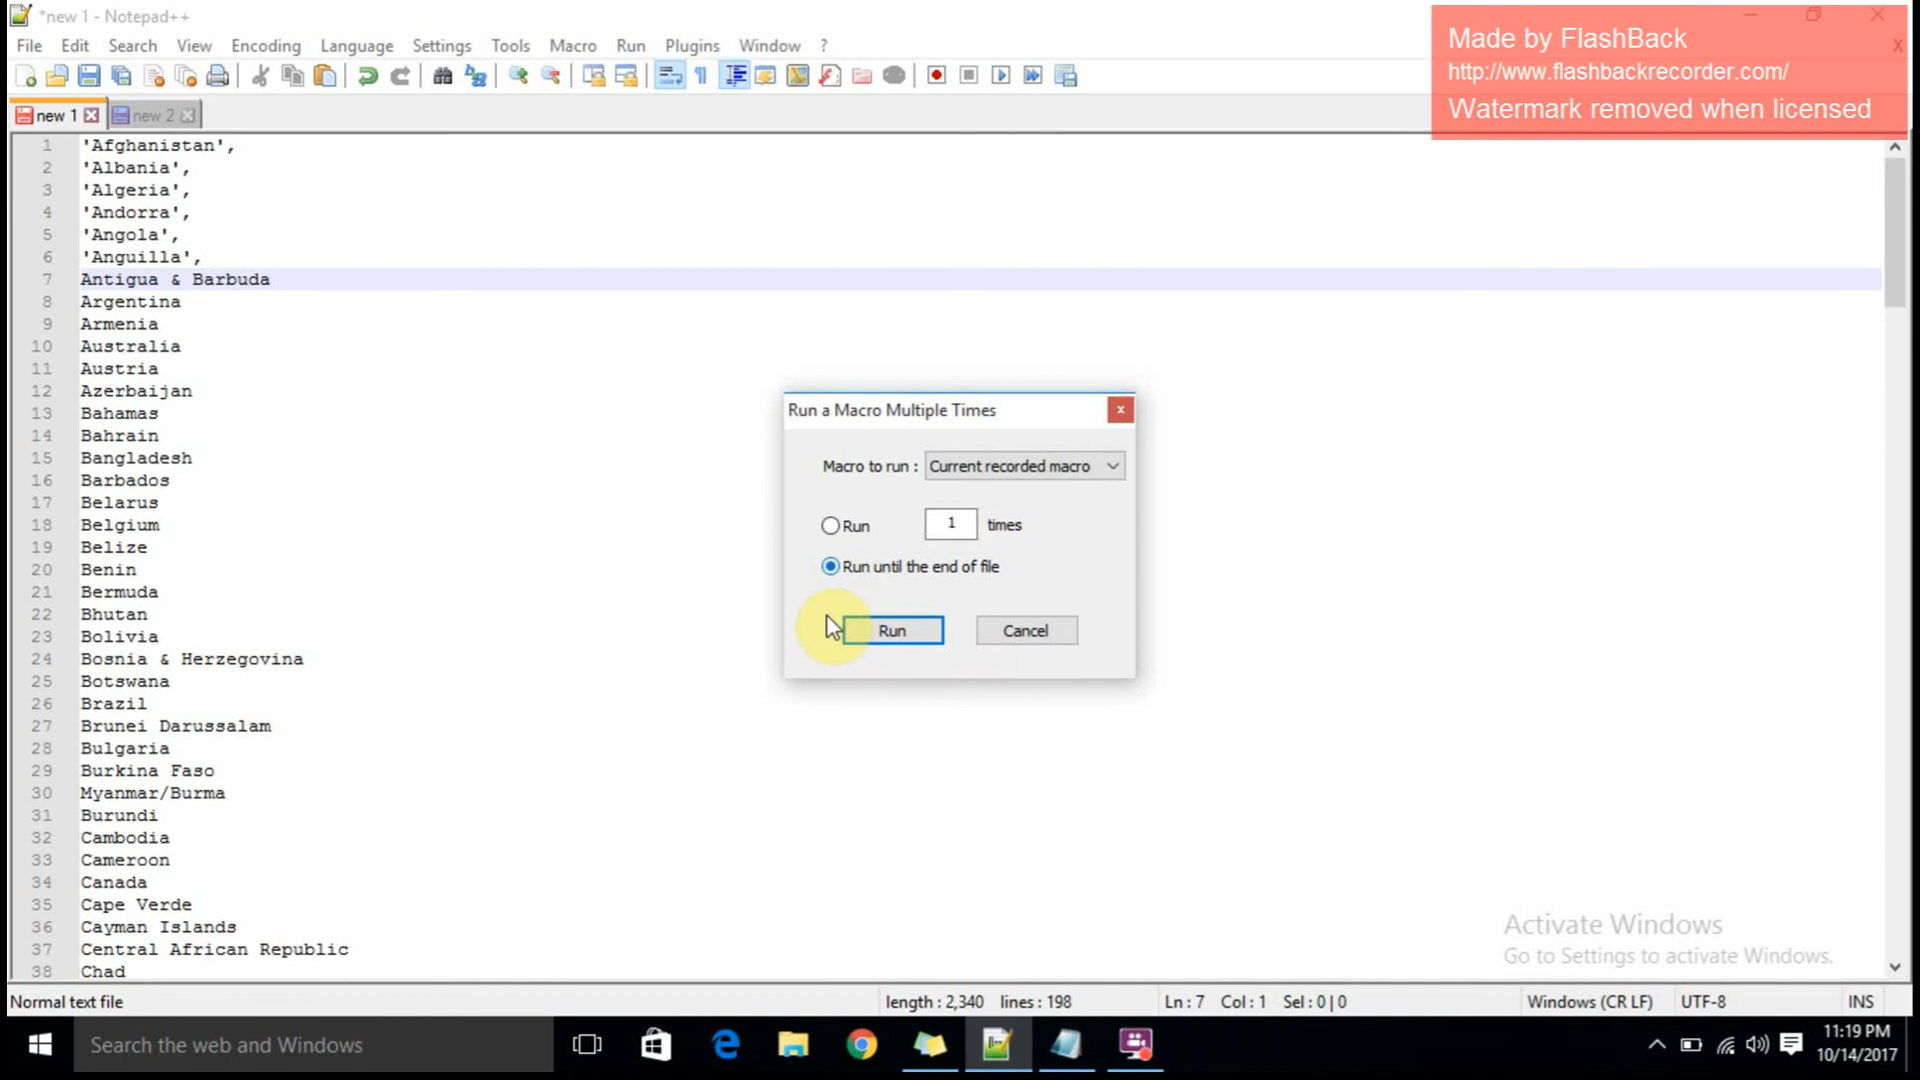 *new 1 - Notepad++
Made by FlashBack
http://www.flashbackrecorder.com/
Watermark removed when licensed
x
File Edit Search View Encoding Language Settings Tools Macro Run Plugins Window ?
new 1 new 2
1 'Afghanistan',
2 'Albania',
3 'Algeria',
4 'Andorra',
5 'Angola',
6 'Anguilla',
7 Antigua & Barbuda
8 Argentina
9 Armenia
10 Australia
11 Austria
12 Azerbaijan
13 Bahamas
14 Bahrain
15 Bangladesh
16 Barbados
17 Belarus
18 Belgium
19 Belize
20 Benin
21 Bermuda
22 Bhutan
23 Bolivia
24 Bosnia & Herzegovina
25 Botswana
26 Brazil
27 Brunei Darussalam
28 Bulgaria
29 Burkina Faso
30 Myanmar/Burma
31 Burundi
32 Cambodia
33 Cameroon
34 Canada
35 Cape Verde
36 Cayman Islands
37 Central African Republic
38 Chad
Run a Macro Multiple Times
Macro to run : Current recorded macro
Run 1 times
Run until the end of file
Run Cancel
Activate Windows
Go to Settings to activate Windows.
Normal text file length : 2,340 lines : 198 Ln : 7 Col : 1 Sel : 0 | 0 Windows (CR LF) UTF-8 INS
Search the web and Windows
11:19 PM
10/14/2017